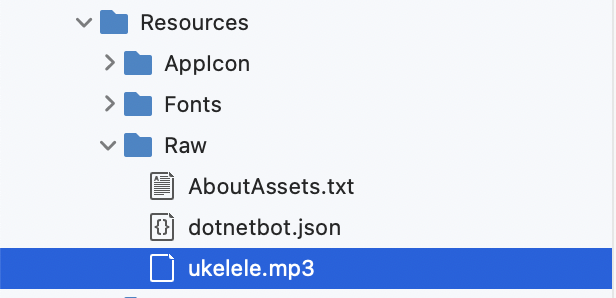 Resources
AppIcon
Fonts
Raw
AboutAssets.txt
dotnetbot.json
ukelele.mp3